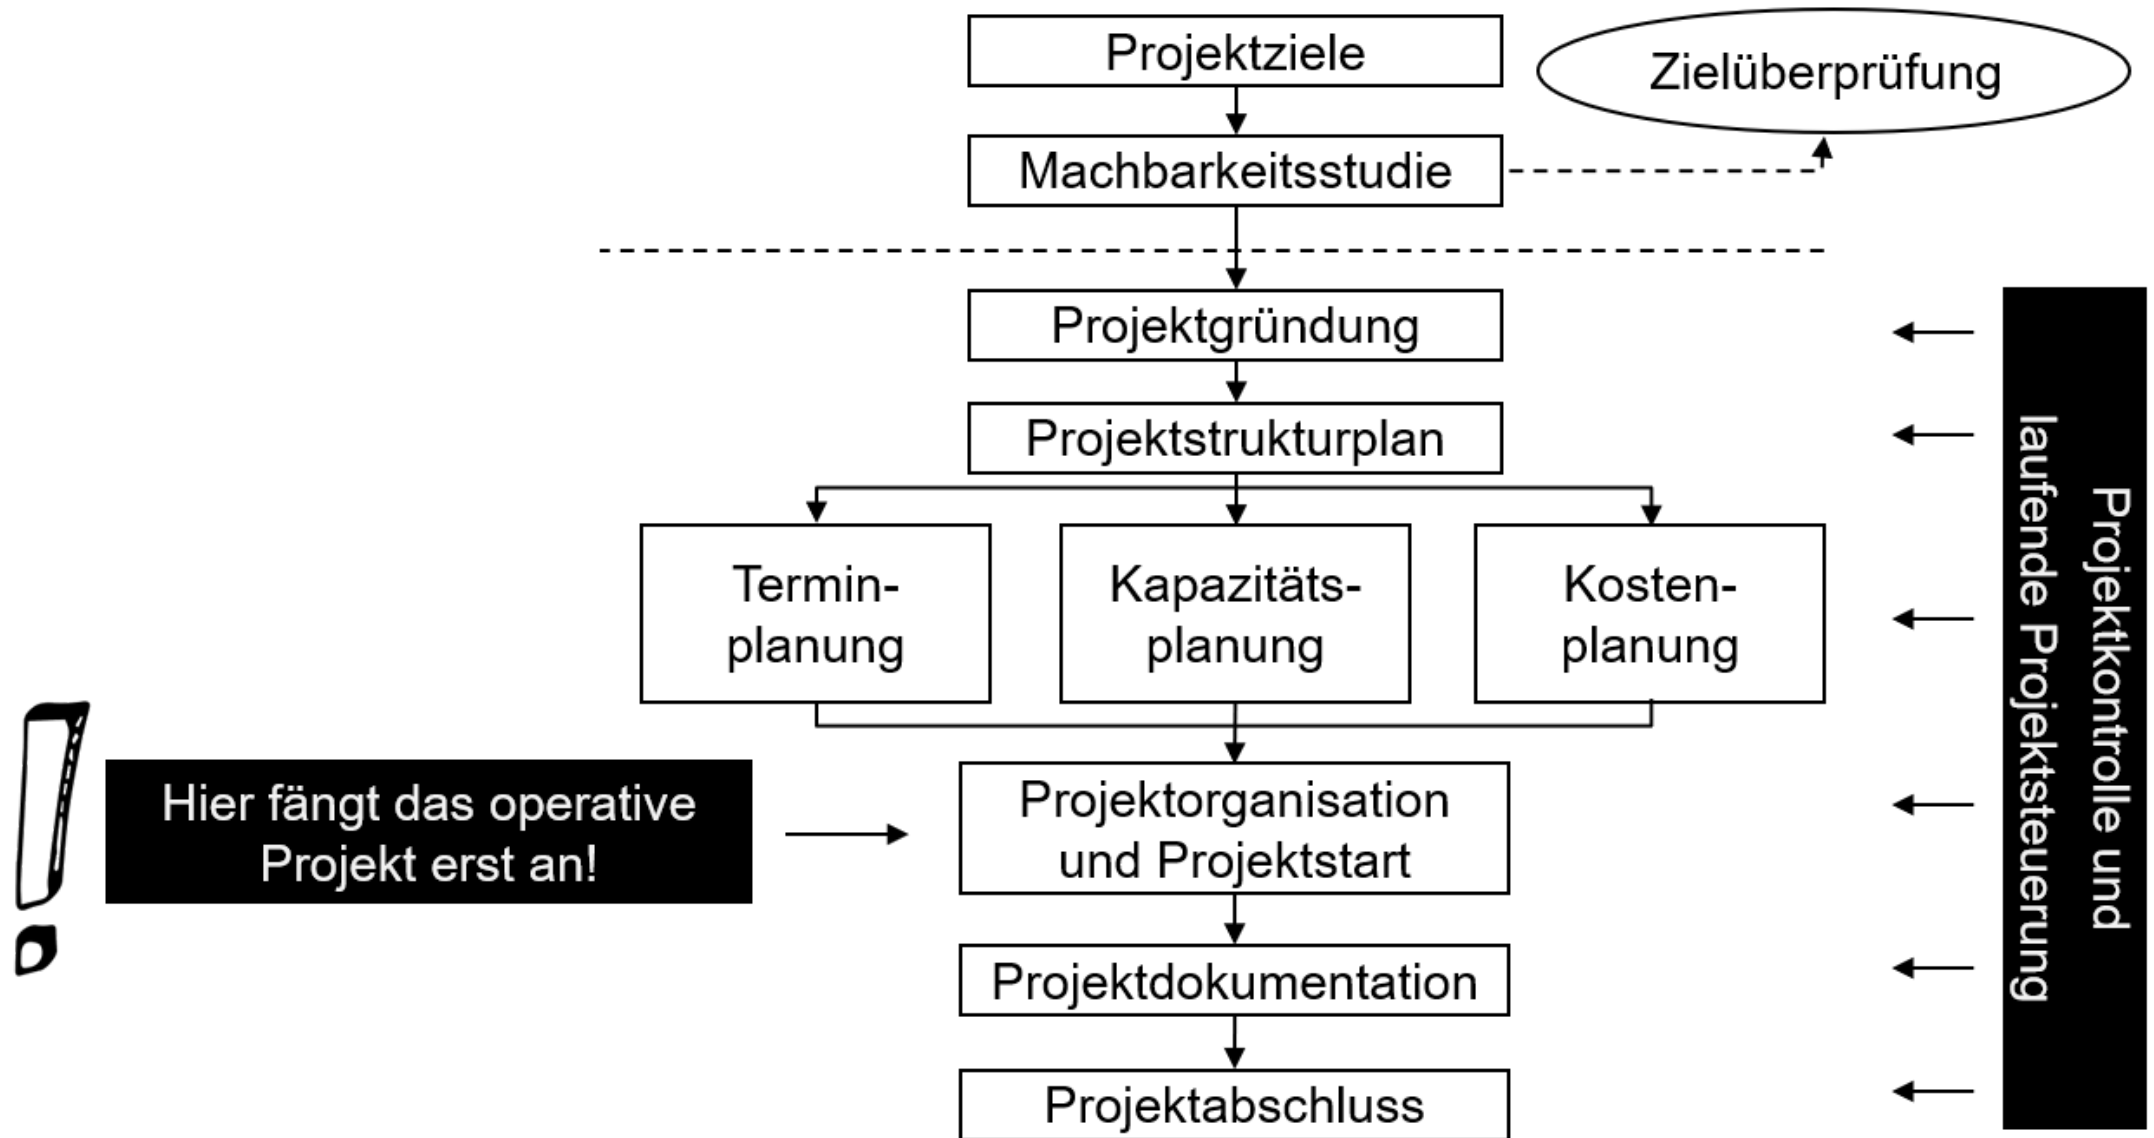 Projektziele
Zielüberprüfung
Machbarkeitsstudie
Projektgründung
Projektstrukturplan
Termin-
planung
Kapazitäts-
planung
Kosten-
planung
Hier fängt das operative
Projekt erst an!
Projektorganisation
und Projektstart
Projektdokumentation
Projektabschluss
Projektkontrolle und
laufende Projektsteuerung